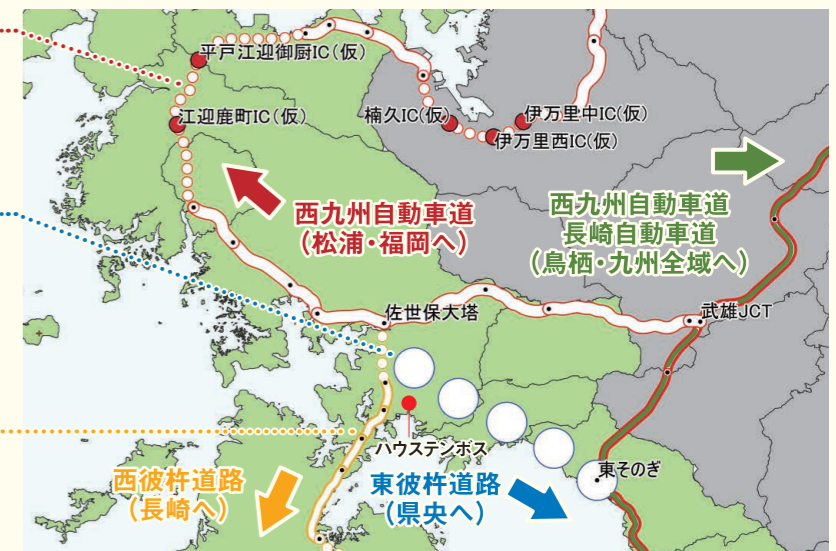 平戸江迎御厨IC(仮)
江迎鹿町IC(仮)
楠久IC(仮)
伊万里中IC(仮)
伊万里西IC(仮)
西九州自動車道
(松浦・福岡へ)
西九州自動車道
長崎自動車道
(鳥栖・九州全域へ)
佐世保大塔
武雄JCT
ハウステンボス
東そのぎ
西彼杵道路
(長崎へ)
東彼杵道路
(県央へ)